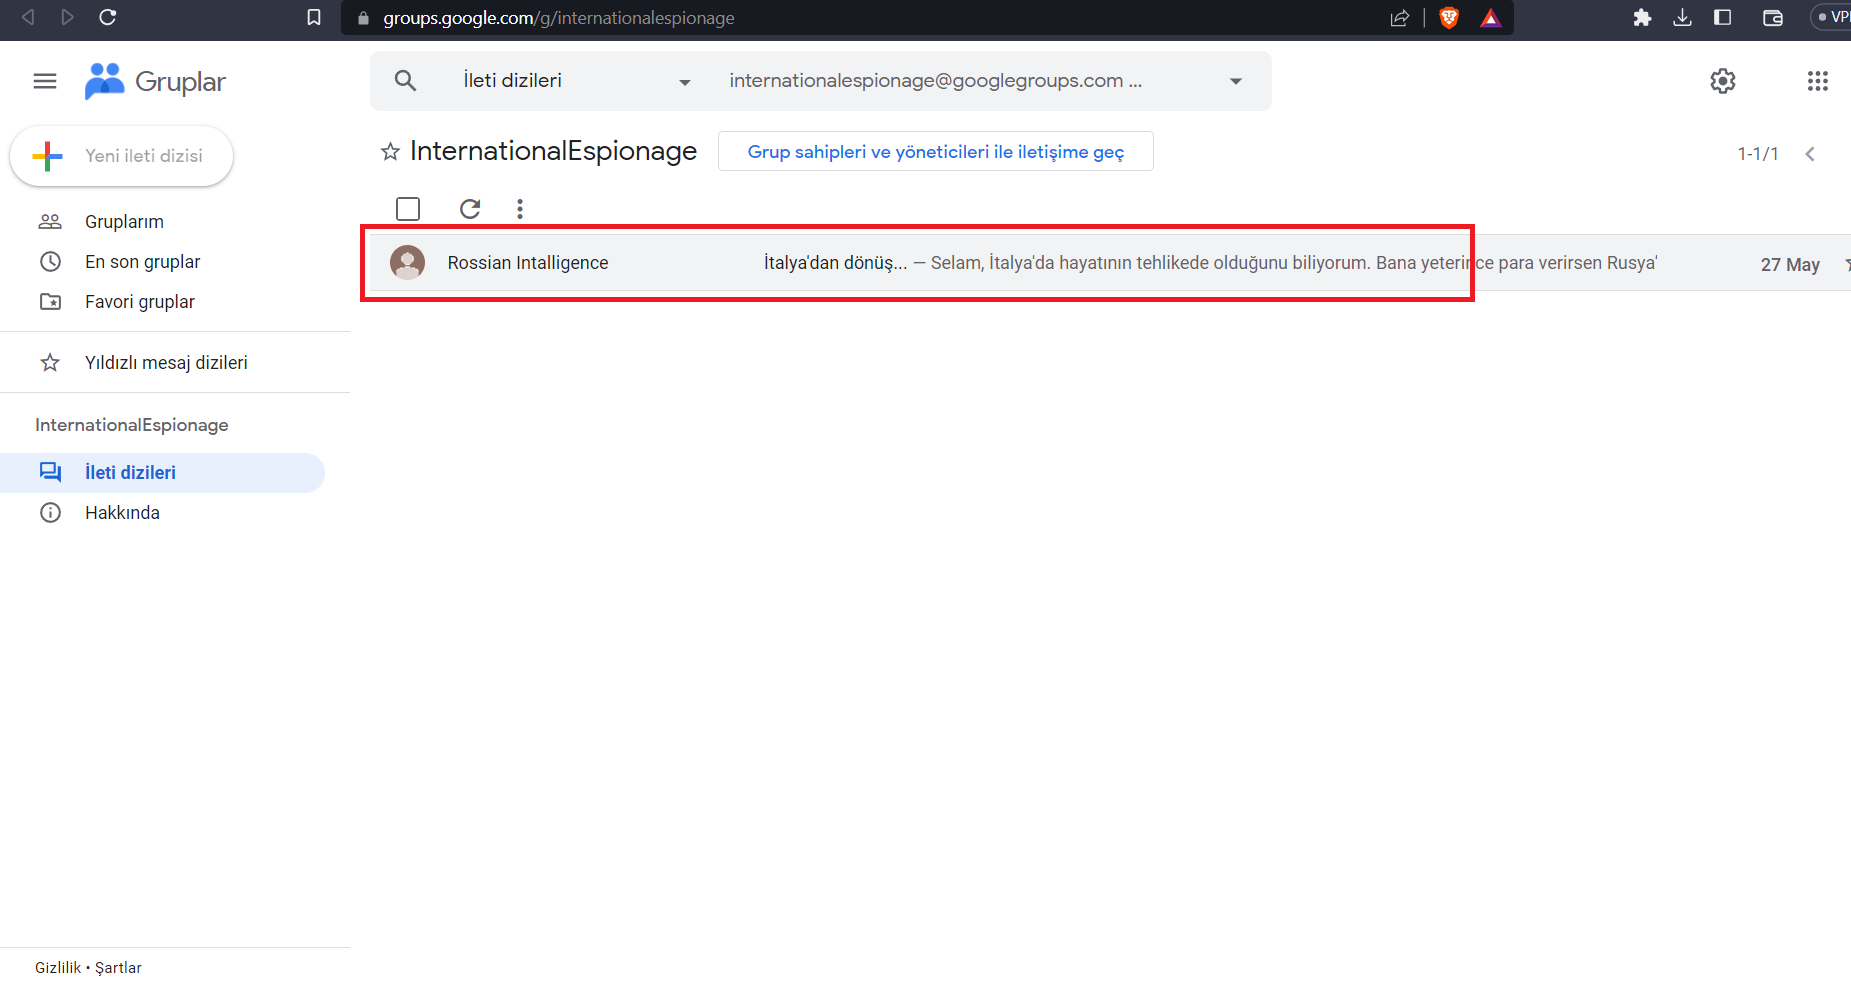 groups.google.com/g/internationalespionage
VPN
Gruplar
İleti dizileri
internationalespionage@googlegroups.com ...
Yeni ileti dizisi
InternationalEspionage
Grup sahipleri ve yöneticileri ile iletişime geç
1-1/1
Gruplarım
En son gruplar
Favori gruplar
Rossian Intalligence İtalya'dan dönüş... — Selam, İtalya'da hayatının tehlikede olduğunu biliyorum. Bana yeterince para verirsen Rusya' 27 May
Yıldızlı mesaj dizileri
InternationalEspionage
İleti dizileri
Hakkında
Gizlilik • Şartlar